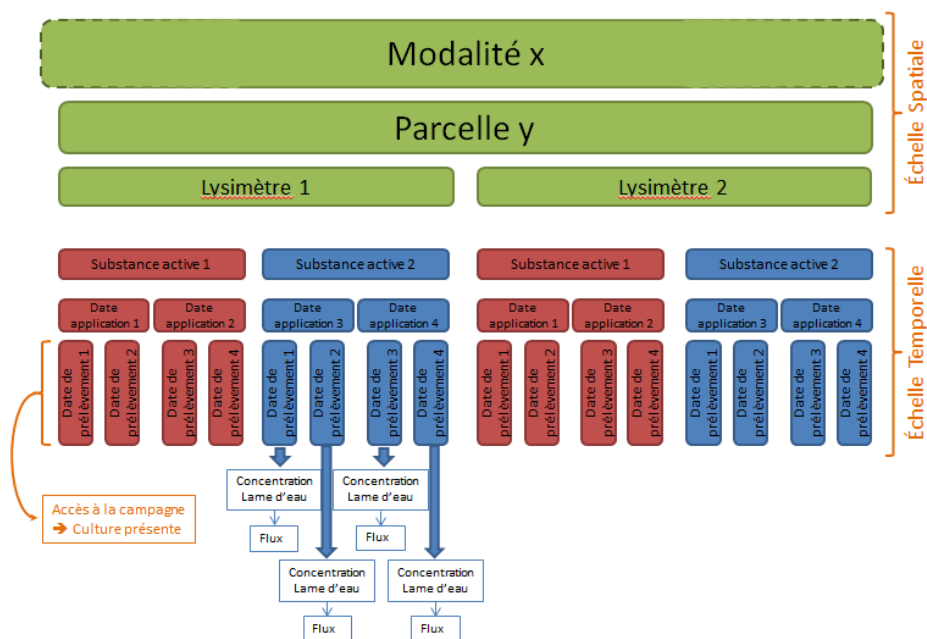 Modalité x
Parcelle y
Lysimètre 1
Lysimètre 2
Échelle Spatiale
Substance active 1
Substance active 2
Substance active 1
Substance active 2
Date
application 1
Date
application 2
Date
application 3
Date
application 4
Date
application 1
Date
application 2
Date
application 3
Date
application 4
Date de
prélèvement 1
Date de
prélèvement 2
Date de
prélèvement 3
Date de
prélèvement 4
Date de
prélèvement 1
Date de
prélèvement 2
Date de
prélèvement 3
Date de
prélèvement 4
Date de
prélèvement 1
Date de
prélèvement 2
Date de
prélèvement 3
Date de
prélèvement 4
Date de
prélèvement 1
Date de
prélèvement 2
Date de
prélèvement 3
Date de
prélèvement 4
Échelle Temporelle
Accès à la campagne
➔ Culture présente
Concentration
Lame d'eau
Concentration
Lame d'eau
Flux
Flux
Concentration
Lame d'eau
Concentration
Lame d'eau
Flux
Flux